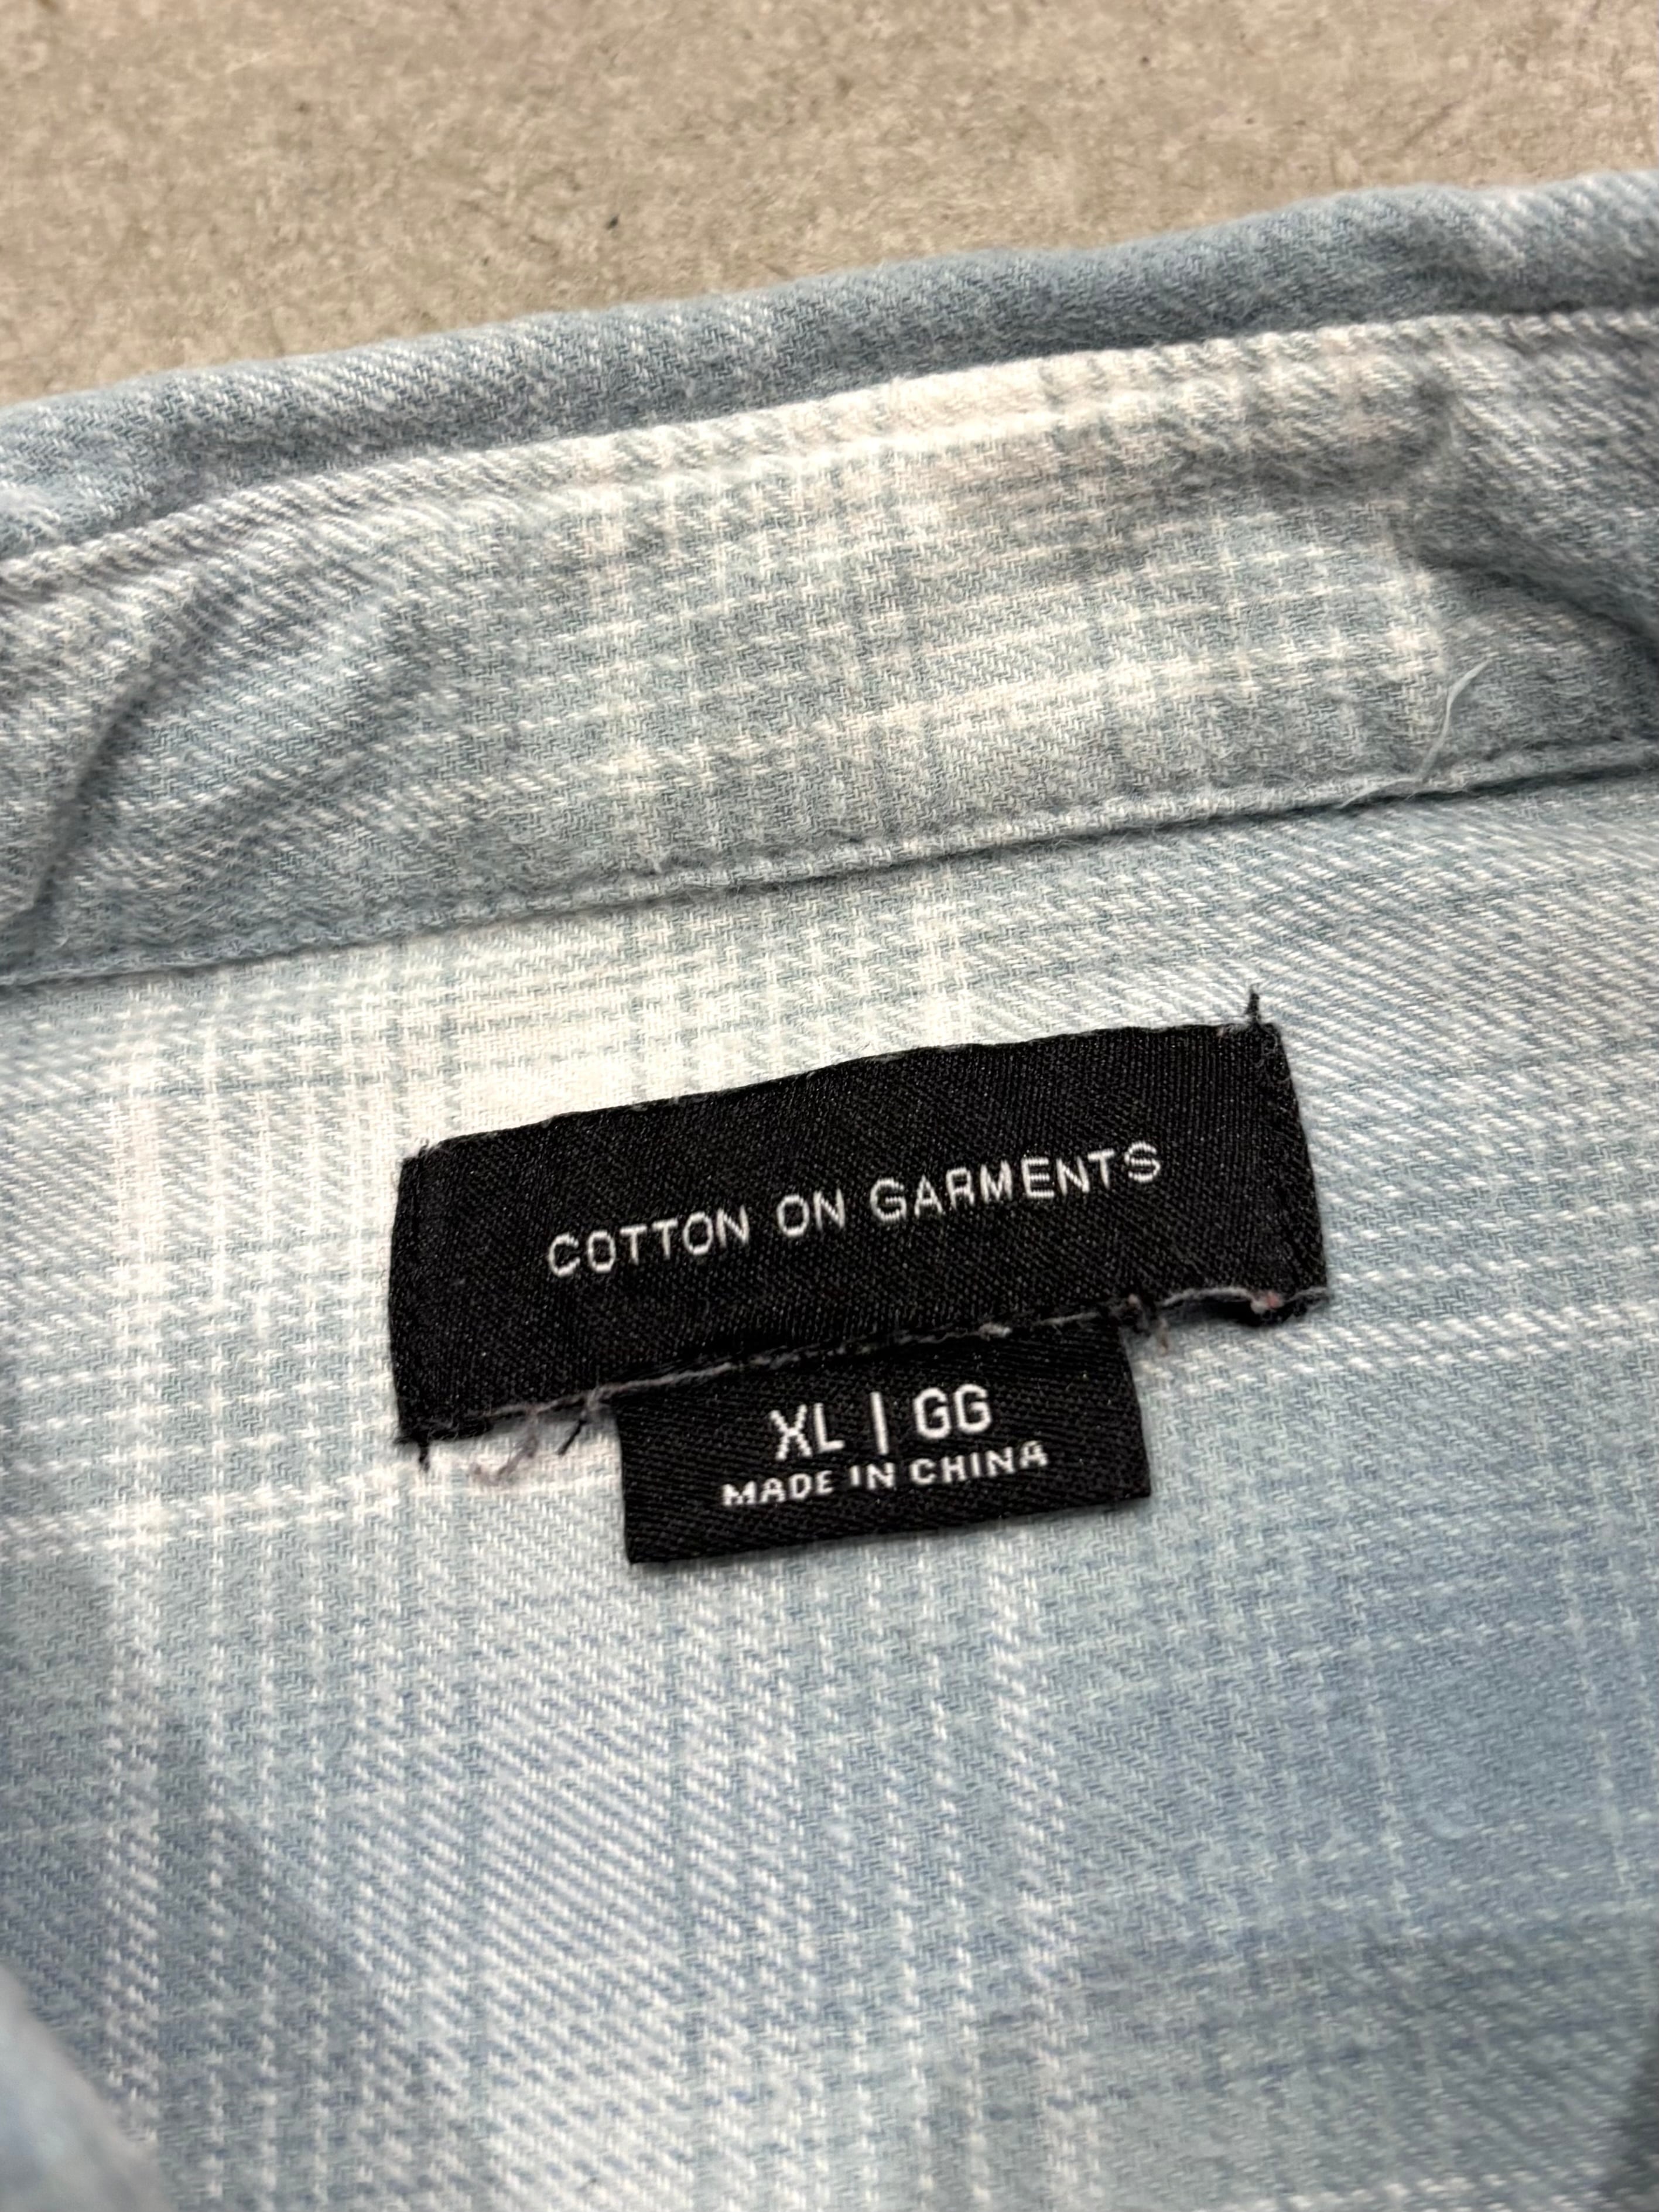 COTTON ON GARMENTS
XL | GG
MADE IN CHINA